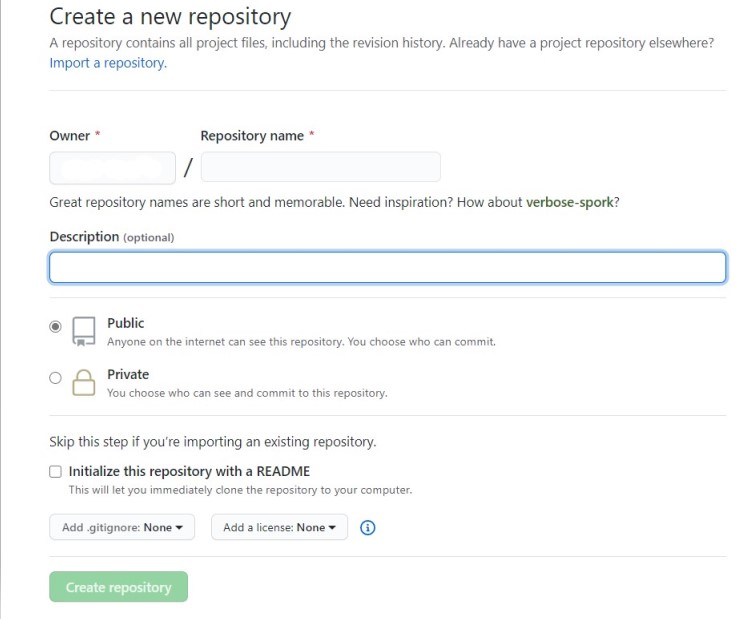 Create a new repository
A repository contains all project files, including the revision history. Already have a project repository elsewhere?
Import a repository.
Owner *
Repository name *
/
Great repository names are short and memorable. Need inspiration? How about verbose-spork?
Description (optional)
Public
Anyone on the internet can see this repository. You choose who can commit.
Private
You choose who can see and commit to this repository.
Skip this step if you're importing an existing repository.
Initialize this repository with a README
This will let you immediately clone the repository to your computer.
Add .gitignore: None
Add a license: None
Create repository